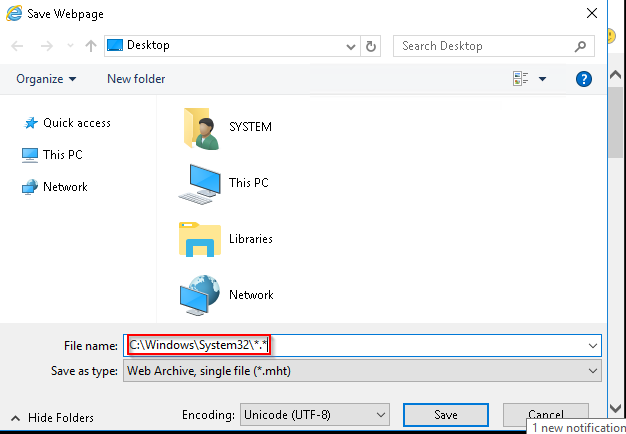 Save Webpage
Desktop
Search Desktop
Organize
New folder
?
Quick access
This PC
Network
SYSTEM
This PC
Libraries
Network
File name: C:\Windows\System32\*.*
Save as type: Web Archive, single file (*.mht)
Hide Folders
Encoding: Unicode (UTF-8)
Save
Cancel
1 new notification